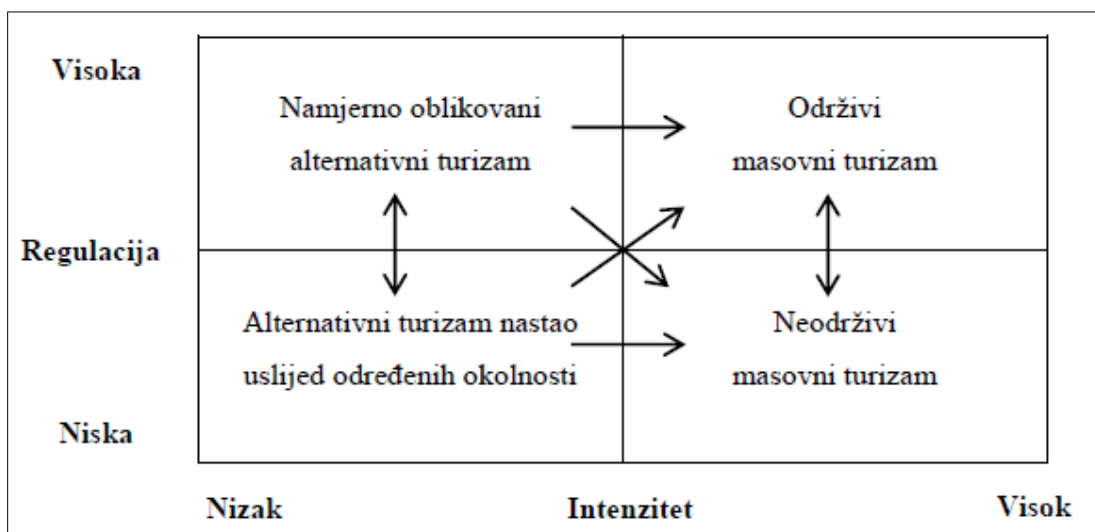 Visoka
Namjerno oblikovani
alternativni turizam
Održivi
masovni turizam
Regulacija
Alternativni turizam nastao
uslijed određenih okolnosti
Neodrživi
masovni turizam
Niska
Nizak
Intenzitet
Visok